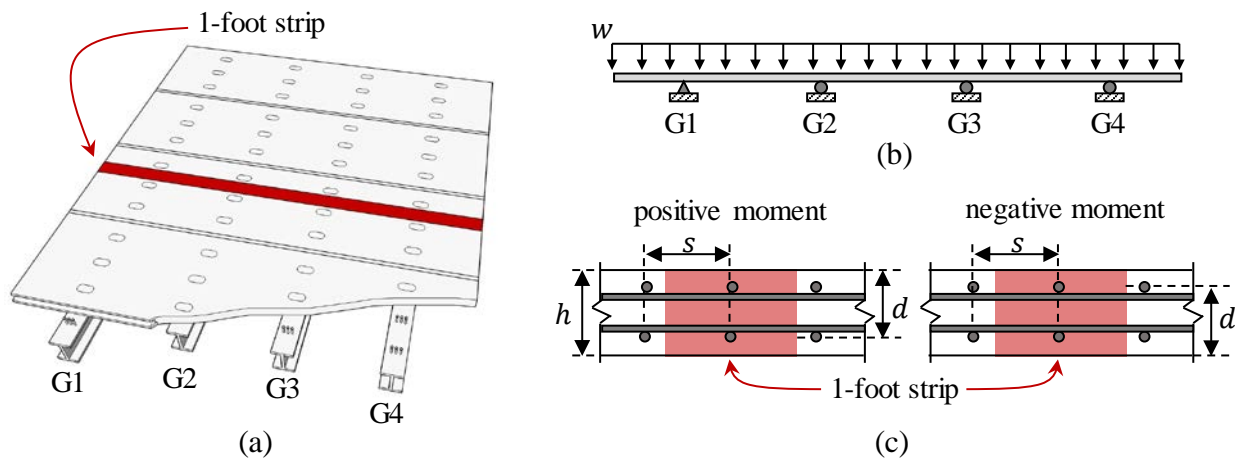 1-foot strip
G1
G2
G3
G4
(a)
w
G1
G2
G3
G4
(b)
positive moment
negative moment
s
s
h
d
d
1-foot strip
(c)